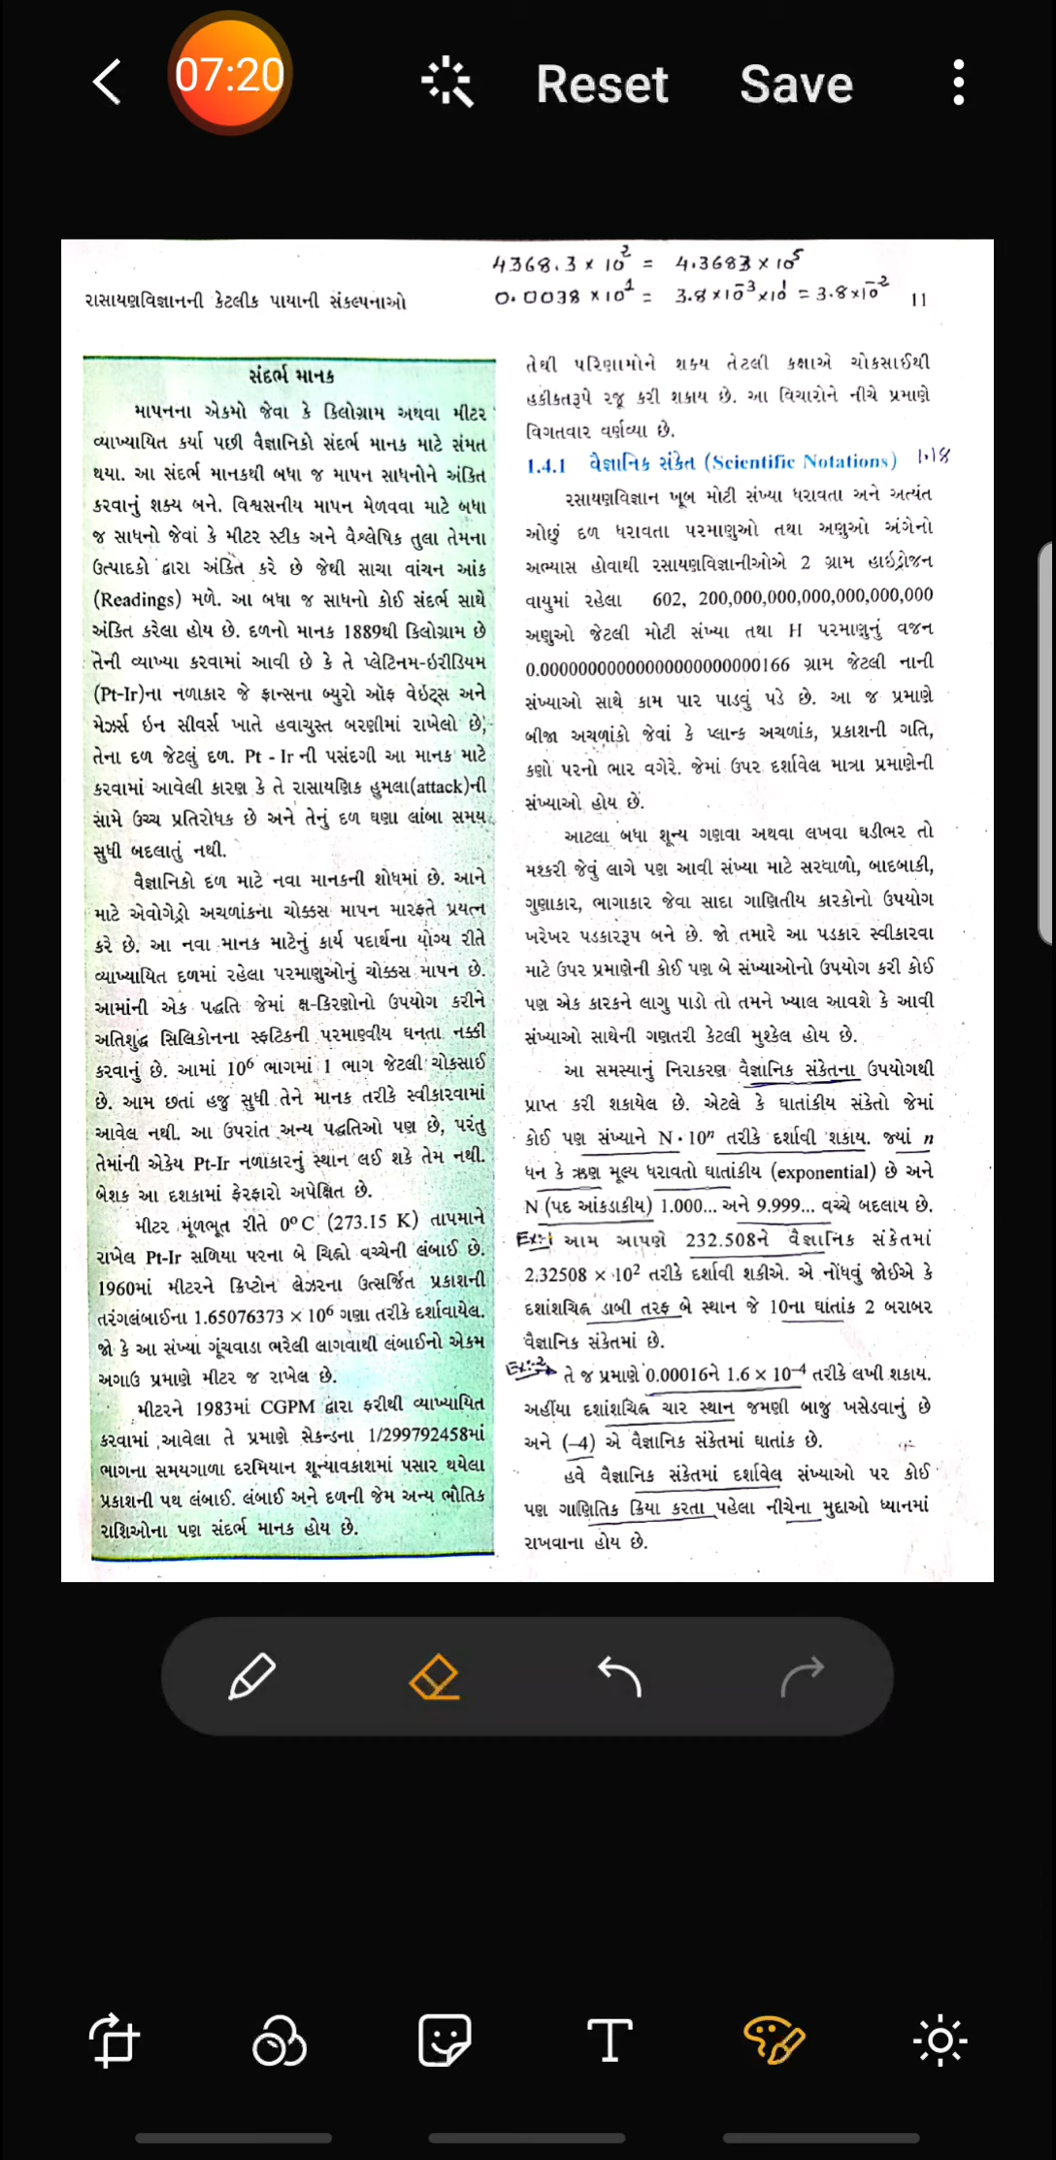 07:20
Reset
Save
4368.3 × 10² = 4.3683 × 10⁵
0.0038 × 10¹ = 3.8 × 10⁻³ × 10¹ = 3.8 × 10⁻²
રાસાયણવિજ્ઞાનની કેટલીક પાયાની સંકલ્પનાઓ
11
સંદર્ભ માનક
માપનના એકમો જેવા કે કિલોગ્રામ અથવા મીટર
વ્યાખ્યાયિત કર્યા પછી વૈજ્ઞાનિકો સંદર્ભ માનક માટે સંમત
થયા. આ સંદર્ભ માનકથી બધા જ માપન સાધનોને અંકિત
કરવાનું શક્ય બને. વિશ્વસનીય માપન મેળવવા માટે બધા
જ સાધનો જેવાં કે મીટર સ્ટીક અને વૈશ્લેષિક તુલા તેમના
ઉત્પાદકો દ્વારા અંકિત કરે છે જેથી સાચા વાંચન આંક
(Readings) મળે. આ બધા જ સાધનો કોઈ સંદર્ભ સાથે
અંકિત કરેલા હોય છે. દળનો માનક 1889થી કિલોગ્રામ છે
તેની વ્યાખ્યા કરવામાં આવી છે કે તે પ્લેટિનમ-ઇરીડિયમ
(Pt-Ir)ના નળાકાર જે ફ્રાન્સના બ્યુરો ઑફ વેઇટ્સ અને
મેઝર્સ ઇન સીવર્સ ખાતે હવાચુસ્ત બરણીમાં રાખેલો છે,
તેના દળ જેટલું દળ. Pt - Ir ની પસંદગી આ માનક માટે
કરવામાં આવેલી કારણ કે તે રાસાયણિક હુમલા(attack)ની
સામે ઉચ્ચ પ્રતિરોધક છે અને તેનું દળ ઘણા લાંબા સમય
સુધી બદલાતું નથી.
વૈજ્ઞાનિકો દળ માટે નવા માનકની શોધમાં છે. આને
માટે એવોગેડ્રો અચળાંકના ચોક્કસ માપન મારફતે પ્રયત્ન
કરે છે. આ નવા માનક માટેનું કાર્ય પદાર્થના યોગ્ય રીતે
વ્યાખ્યાયિત દળમાં રહેલા પરમાણુઓનું ચોક્કસ માપન છે.
આમાંની એક પદ્ધતિ જેમાં ક્ષ-કિરણોનો ઉપયોગ કરીને
અતિશુદ્ધ સિલિકોનના સ્ફટિકની પરમાણ્વીય ઘનતા નક્કી
કરવાનું છે. આમાં 10⁶ ભાગમાં 1 ભાગ જેટલી ચોકસાઈ
છે. આમ છતાં હજુ સુધી તેને માનક તરીકે સ્વીકારવામાં
આવેલ નથી. આ ઉપરાંત અન્ય પદ્ધતિઓ પણ છે, પરંતુ
તેમાંની એકેય Pt-Ir નળાકારનું સ્થાન લઈ શકે તેમ નથી.
બેશક આ દશકામાં ફેરફારો અપેક્ષિત છે.
મીટર મૂળભૂત રીતે 0°C (273.15 K) તાપમાને
રાખેલ Pt-Ir સળિયા પરના બે ચિહ્નો વચ્ચેની લંબાઈ છે.
1960માં મીટરને ક્રિપ્ટોન લેઝરના ઉત્સર્જિત પ્રકાશની
તરંગલંબાઈના 1.65076373 × 10⁶ ગણા તરીકે દર્શાવાયેલ.
જો કે આ સંખ્યા ગૂંચવાડા ભરેલી લાગવાથી લંબાઈનો એકમ
અગાઉ પ્રમાણે મીટર જ રાખેલ છે.
મીટરને 1983માં CGPM દ્વારા ફરીથી વ્યાખ્યાયિત
કરવામાં આવેલા તે પ્રમાણે સેકન્ડના 1/299792458માં
ભાગના સમયગાળા દરમિયાન શૂન્યાવકાશમાં પસાર થયેલા
પ્રકાશની પથ લંબાઈ. લંબાઈ અને દળની જેમ અન્ય ભૌતિક
રાશિઓના પણ સંદર્ભ માનક હોય છે.
તેથી પરિણામોને શક્ય તેટલી કક્ષાએ ચોકસાઈથી
હકીકતરૂપે રજૂ કરી શકાય છે. આ વિચારોને નીચે પ્રમાણે
વિગતવાર વર્ણવ્યા છે.
1.4.1 વૈજ્ઞાનિક સંકેત (Scientific Notations)
રસાયણવિજ્ઞાન ખૂબ મોટી સંખ્યા ધરાવતા અને અત્યંત
ઓછું દળ ધરાવતા પરમાણુઓ તથા અણુઓ અંગેનો
અભ્યાસ હોવાથી રસાયણવિજ્ઞાનીઓએ 2 ગ્રામ હાઇડ્રોજન
વાયુમાં રહેલા 602, 200,000,000,000,000,000,000
અણુઓ જેટલી મોટી સંખ્યા તથા H પરમાણુનું વજન
0.00000000000000000000000166 ગ્રામ જેટલી નાની
સંખ્યાઓ સાથે કામ પાર પાડવું પડે છે. આ જ પ્રમાણે
બીજા અચળાંકો જેવાં કે પ્લાન્ક અચળાંક, પ્રકાશની ગતિ,
કણો પરનો ભાર વગેરે. જેમાં ઉપર દર્શાવેલ માત્રા પ્રમાણેની
સંખ્યાઓ હોય છે.
આટલા બધા શૂન્ય ગણવા અથવા લખવા ઘડીભર તો
મશ્કરી જેવું લાગે પણ આવી સંખ્યા માટે સરવાળો, બાદબાકી,
ગુણાકાર, ભાગાકાર જેવા સાદા ગાણિતીય કારકોનો ઉપયોગ
ખરેખર પડકારરૂપ બને છે. જો તમારે આ પડકાર સ્વીકારવા
માટે ઉપર પ્રમાણેની કોઈ પણ બે સંખ્યાઓનો ઉપયોગ કરી કોઈ
પણ એક કારકને લાગુ પાડો તો તમને ખ્યાલ આવશે કે આવી
સંખ્યાઓ સાથેની ગણતરી કેટલી મુશ્કેલ હોય છે.
આ સમસ્યાનું નિરાકરણ વૈજ્ઞાનિક સંકેતના ઉપયોગથી
પ્રાપ્ત કરી શકાયેલ છે. એટલે કે ઘાતાંકીય સંકેતો જેમાં
કોઈ પણ સંખ્યાને N · 10ⁿ તરીકે દર્શાવી શકાય. જ્યાં n
ધન કે ઋણ મૂલ્ય ધરાવતો ઘાતાંકીય (exponential) છે અને
N (પદ આંકડાકીય) 1.000... અને 9.999... વચ્ચે બદલાય છે.
Ex:-1 આમ આપણે 232.508ને વૈજ્ઞાનિક સંકેતમાં
2.32508 × 10² તરીકે દર્શાવી શકીએ. એ નોંધવું જોઈએ કે
દશાંશચિહ્ન ડાબી તરફ બે સ્થાન જે 10ના ઘાતાંક 2 બરાબર
વૈજ્ઞાનિક સંકેતમાં છે.
Ex:-2 તે જ પ્રમાણે 0.00016ને 1.6 × 10⁻⁴ તરીકે લખી શકાય.
અહીંયા દશાંશચિહ્ન ચાર સ્થાન જમણી બાજુ ખસેડવાનું છે
અને (−4) એ વૈજ્ઞાનિક સંકેતમાં ઘાતાંક છે.
હવે વૈજ્ઞાનિક સંકેતમાં દર્શાવેલ સંખ્યાઓ પર કોઈ
પણ ગાણિતિક ક્રિયા કરતા પહેલા નીચેના મુદાઓ ધ્યાનમાં
રાખવાના હોય છે.
T